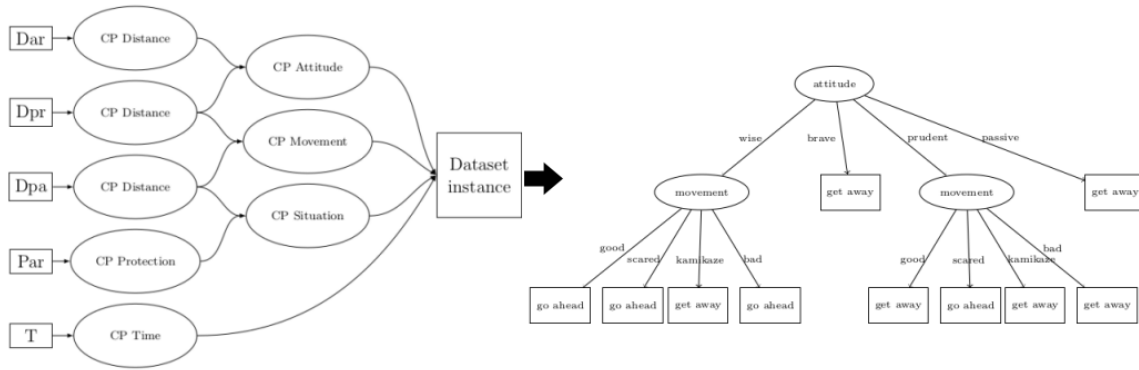 Dar
CP Distance
CP Attitude
Dpr
CP Distance
CP Movement
Dpa
CP Distance
CP Situation
Par
CP Protection
T
CP Time
Dataset
instance
attitude
wise
brave
prudent
passive
movement
get away
movement
get away
good
scared
kamikaze
bad
good
scared
kamikaze
bad
go ahead
go ahead
get away
go ahead
get away
go ahead
get away
get away